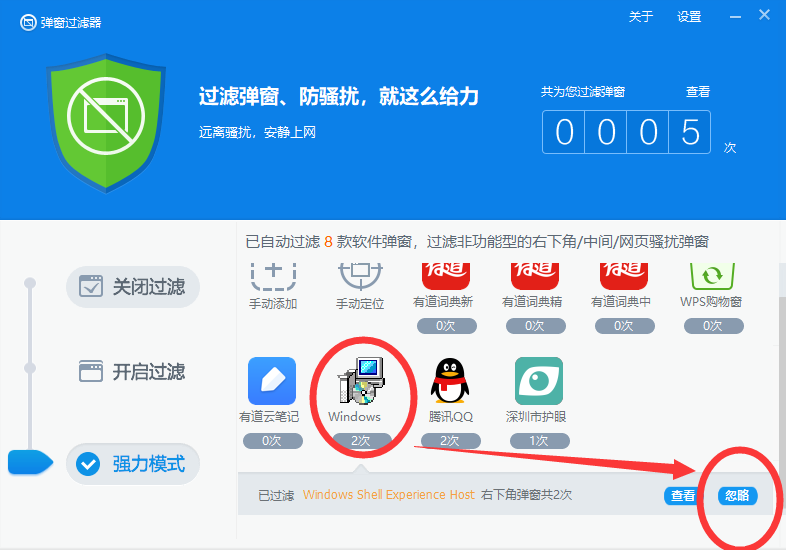 弹窗过滤器
关于 设置
过滤弹窗、防骚扰，就这么给力
远离骚扰，安静上网
共为您过滤弹窗 查看
0005 次
已自动过滤 8 款软件弹窗，过滤非功能型的右下角/中间/网页骚扰弹窗
关闭过滤
开启过滤
强力模式
有道 有道 有道
手动添加 手动定位 有道词典新 有道词典精 有道词典中 WPS购物窗
0次 0次 0次 0次
有道云笔记 Windows 腾讯QQ 深圳市护眼
0次 2次 2次 1次
已过滤 Windows Shell Experience Host 右下角弹窗共2次 查看 忽略